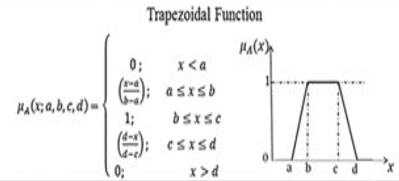 Trapezoidal Function
μA(x; a, b, c, d) =
0; x < a
(x−a / b−a); a ≤ x ≤ b
1; b ≤ x ≤ c
(d−x / d−c); c ≤ x ≤ d
0; x > d
μA(x)
1
0
a b c d x